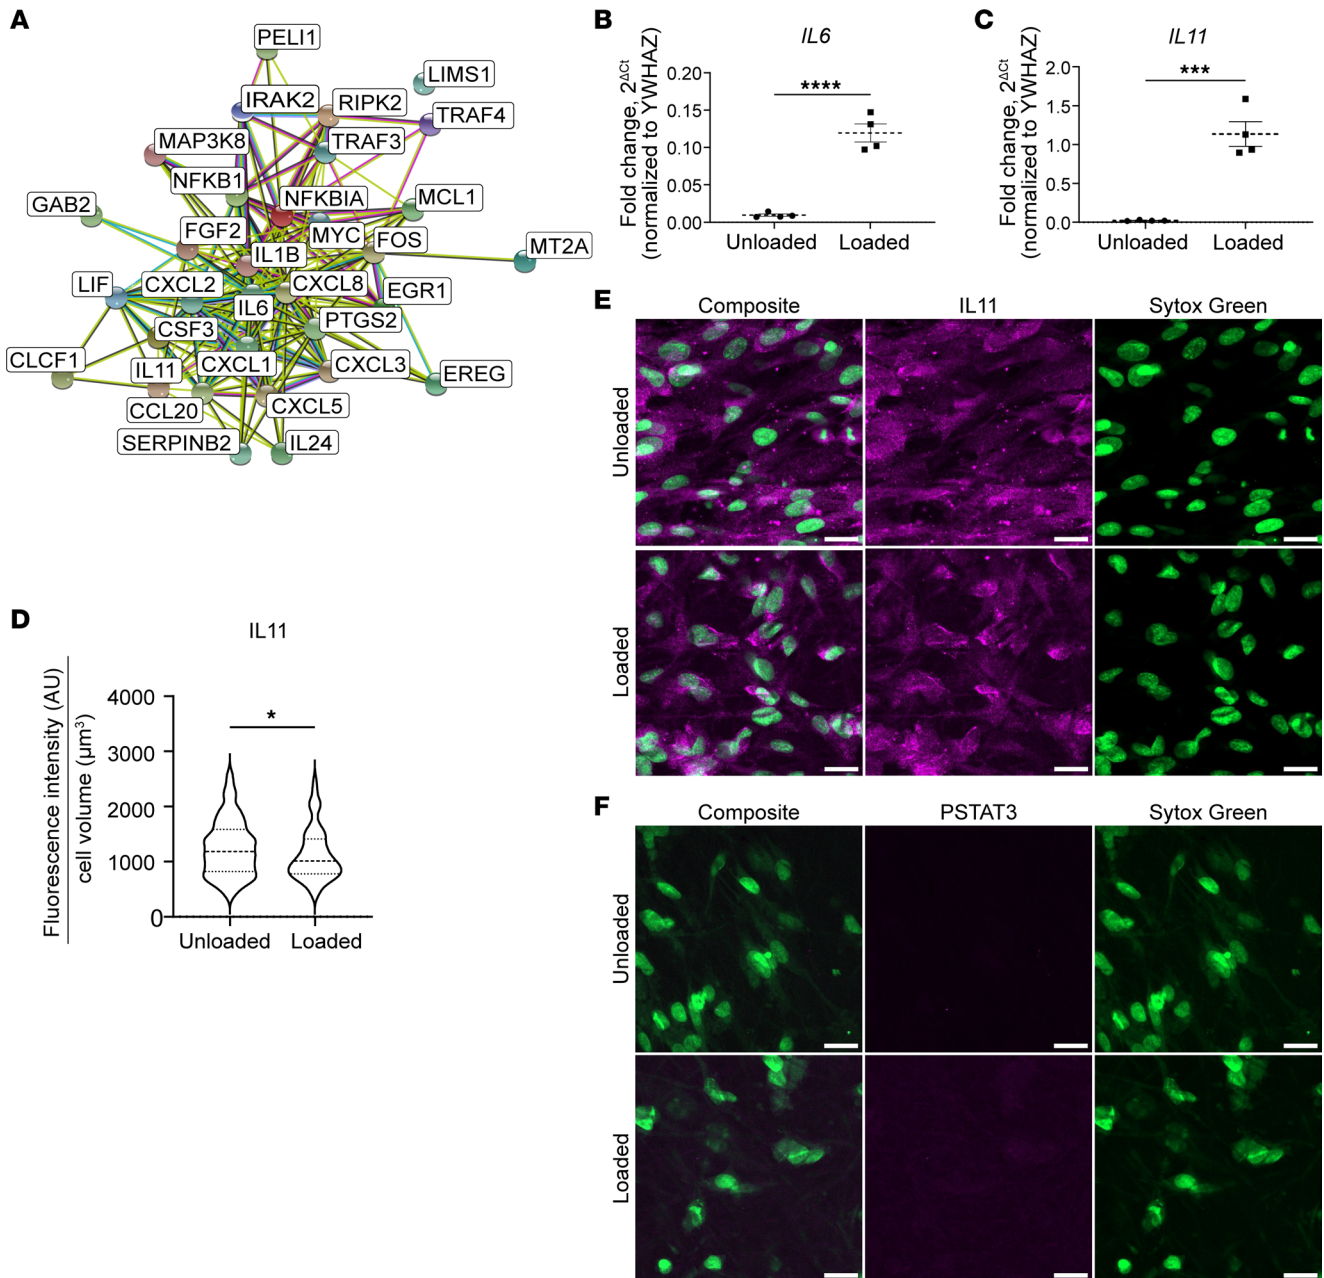 A
PELI1
LIMS1
IRAK2
RIPK2
TRAF4
MAP3K8
TRAF3
NFKB1
NFKBIA
MCL1
GAB2
FGF2
MYC
FOS
MT2A
IL1B
LIF
CXCL2
CXCL8
EGR1
IL6
CSF3
PTGS2
CLCF1
IL11
CXCL1
CXCL3
EREG
CCL20
CXCL5
SERPINB2
IL24
B
IL6
Fold change, 2^ΔCt
(normalized to YWHAZ)
0.20
0.15
0.10
0.05
0.00
****
Unloaded
Loaded
C
IL11
Fold change, 2^ΔCt
(normalized to YWHAZ)
2.0
1.5
1.0
0.5
0.0
***
Unloaded
Loaded
D
IL11
Fluorescence intensity (AU)
cell volume (µm³)
4000
3000
2000
1000
0
*
Unloaded
Loaded
E
Composite
IL11
Sytox Green
Unloaded
Loaded
F
Composite
PSTAT3
Sytox Green
Unloaded
Loaded